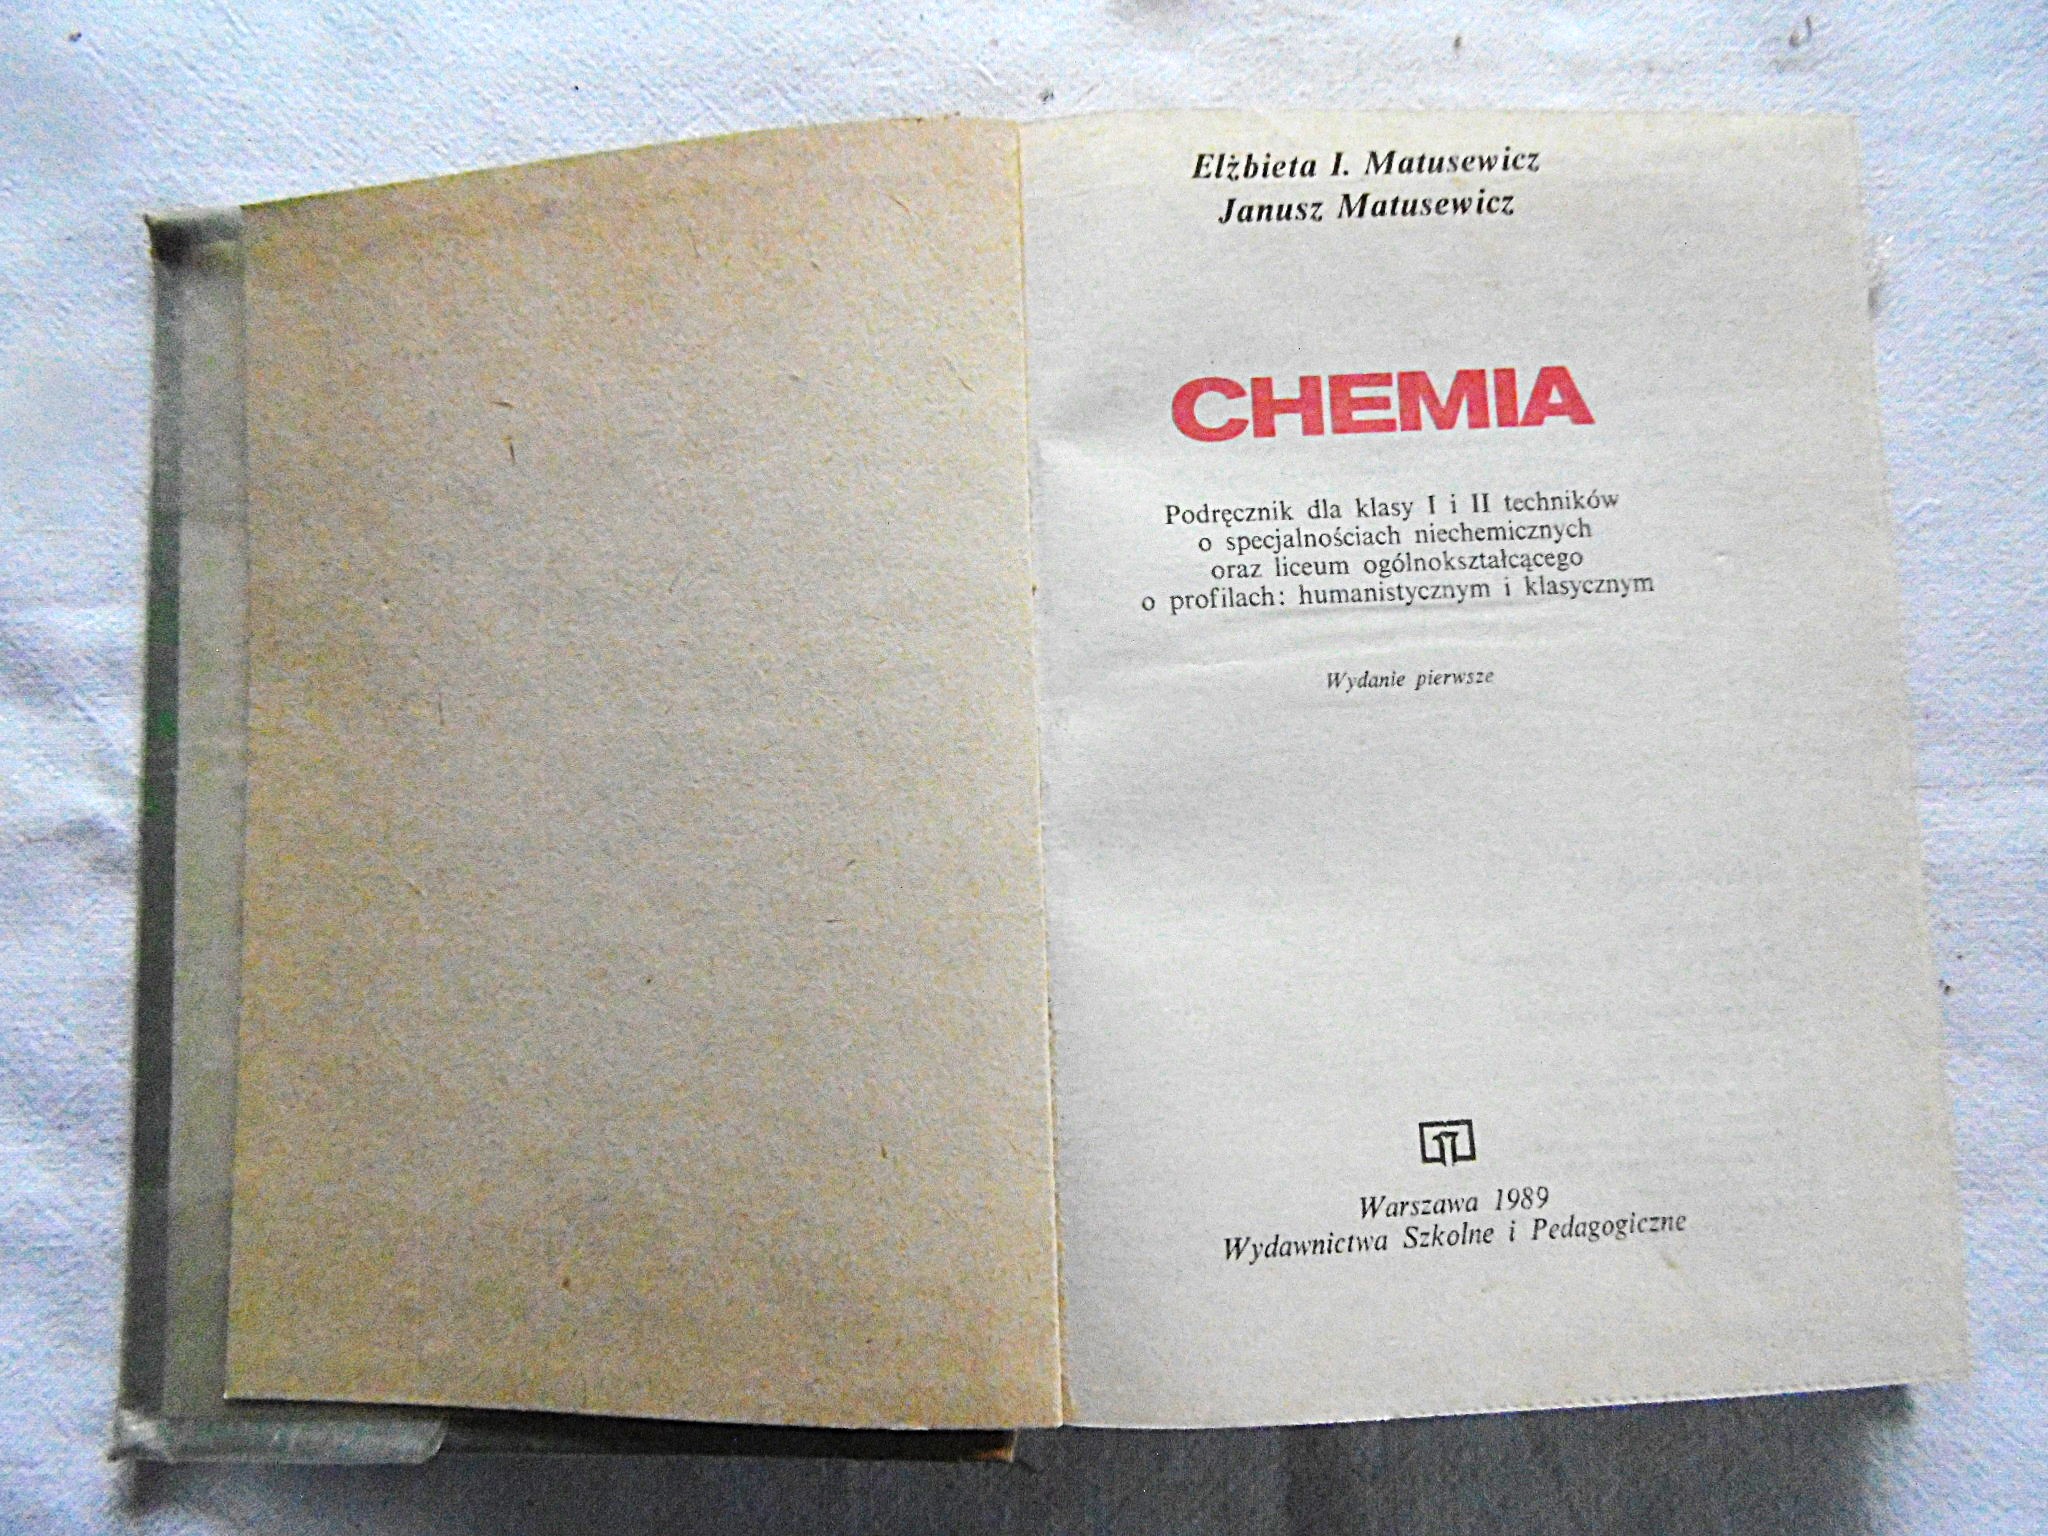 Elżbieta I. Matusewicz
Janusz Matusewicz
CHEMIA
Podręcznik dla klasy I i II techników
o specjalnościach niechemicznych
oraz liceum ogólnokształcącego
o profilach: humanistycznym i klasycznym
Wydanie pierwsze
Warszawa 1989
Wydawnictwa Szkolne i Pedagogiczne